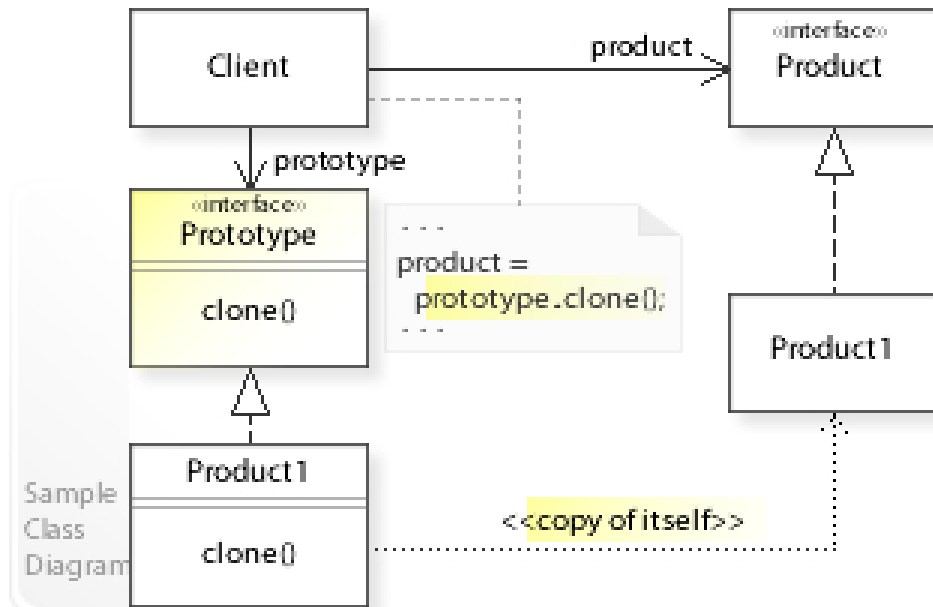 Client
product
«interface»
Product
prototype
«interface»
Prototype
clone()
- - -
product =
prototype.clone();
- - -
Product1
Product1
clone()
<<copy of itself>>
Sample
Class
Diagram